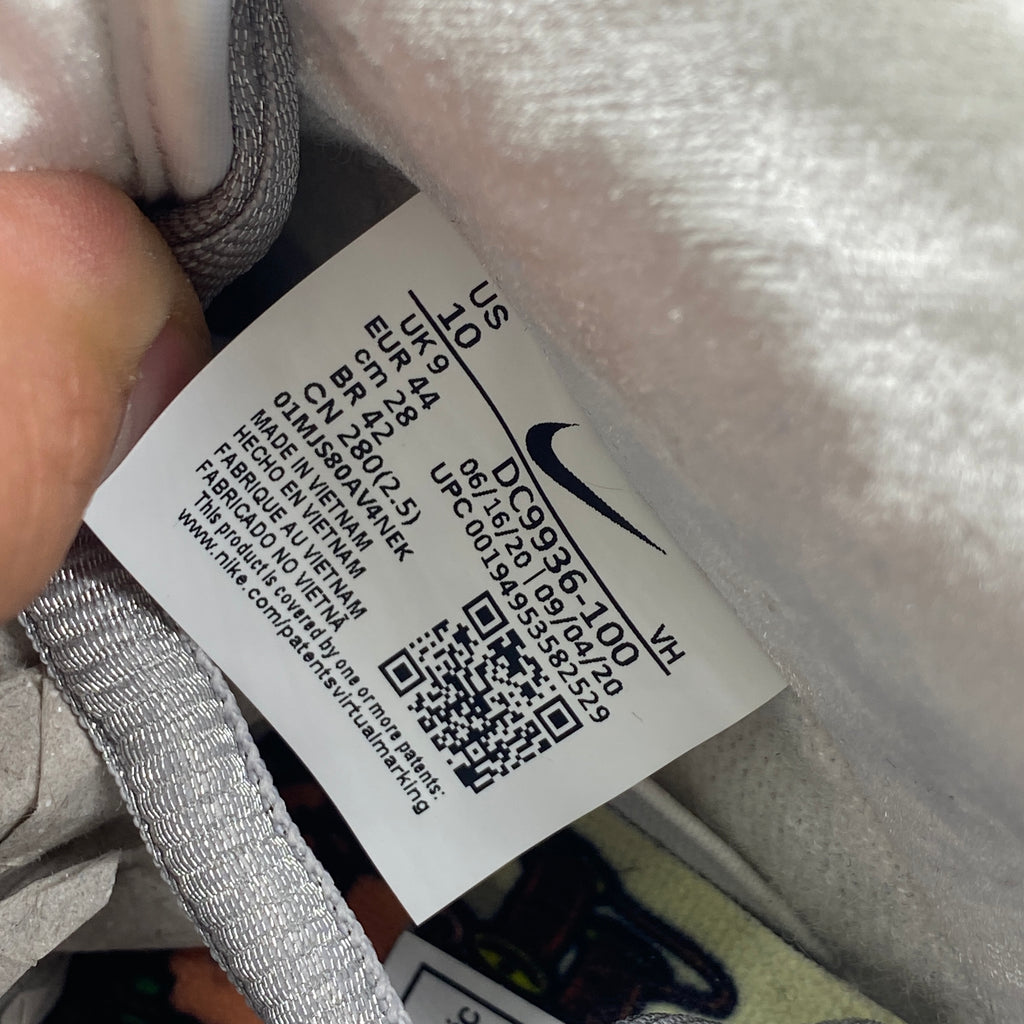 US
10
UK 9
EUR 44
cm 28
BR 42
CN 280(2.5)
01MJS80AV4NEK
MADE IN VIETNAM
HECHO EN VIETNAM
FABRIQUE AU VIETNAM
FABRICADO NO VIETNÃ
This product is covered by one or more patents:
www.nike.com/patentsvirtualmarking
VH
DC9936-100
06/16/20 | 09/04/20
UPC 00194953582529